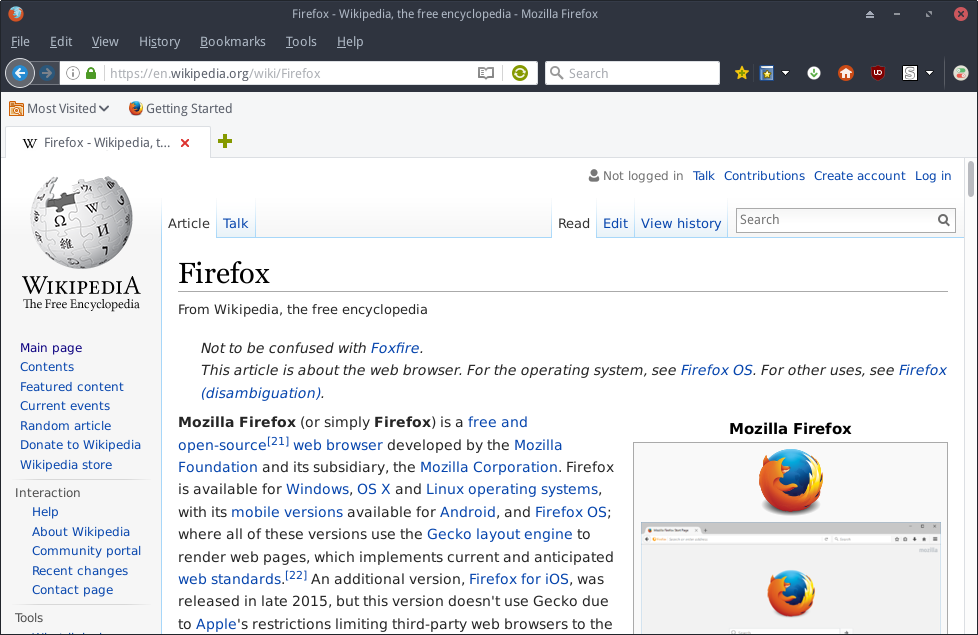 Firefox - Wikipedia, the free encyclopedia - Mozilla Firefox
File Edit View History Bookmarks Tools Help
https://en.wikipedia.org/wiki/Firefox
Search
Most Visited
Getting Started
Firefox - Wikipedia, t...
Not logged in Talk Contributions Create account Log in
Article Talk
Read Edit View history
Search
WIKIPEDIA
The Free Encyclopedia
Main page
Contents
Featured content
Current events
Random article
Donate to Wikipedia
Wikipedia store
Interaction
Help
About Wikipedia
Community portal
Recent changes
Contact page
Tools
Firefox
From Wikipedia, the free encyclopedia
Not to be confused with Foxfire.
This article is about the web browser. For the operating system, see Firefox OS. For other uses, see Firefox
(disambiguation).
Mozilla Firefox (or simply Firefox) is a free and
open-source[21] web browser developed by the Mozilla
Foundation and its subsidiary, the Mozilla Corporation. Firefox
is available for Windows, OS X and Linux operating systems,
with its mobile versions available for Android, and Firefox OS;
where all of these versions use the Gecko layout engine to
render web pages, which implements current and anticipated
web standards.[22] An additional version, Firefox for iOS, was
released in late 2015, but this version doesn't use Gecko due
to Apple's restrictions limiting third-party web browsers to the
Mozilla Firefox
mozilla